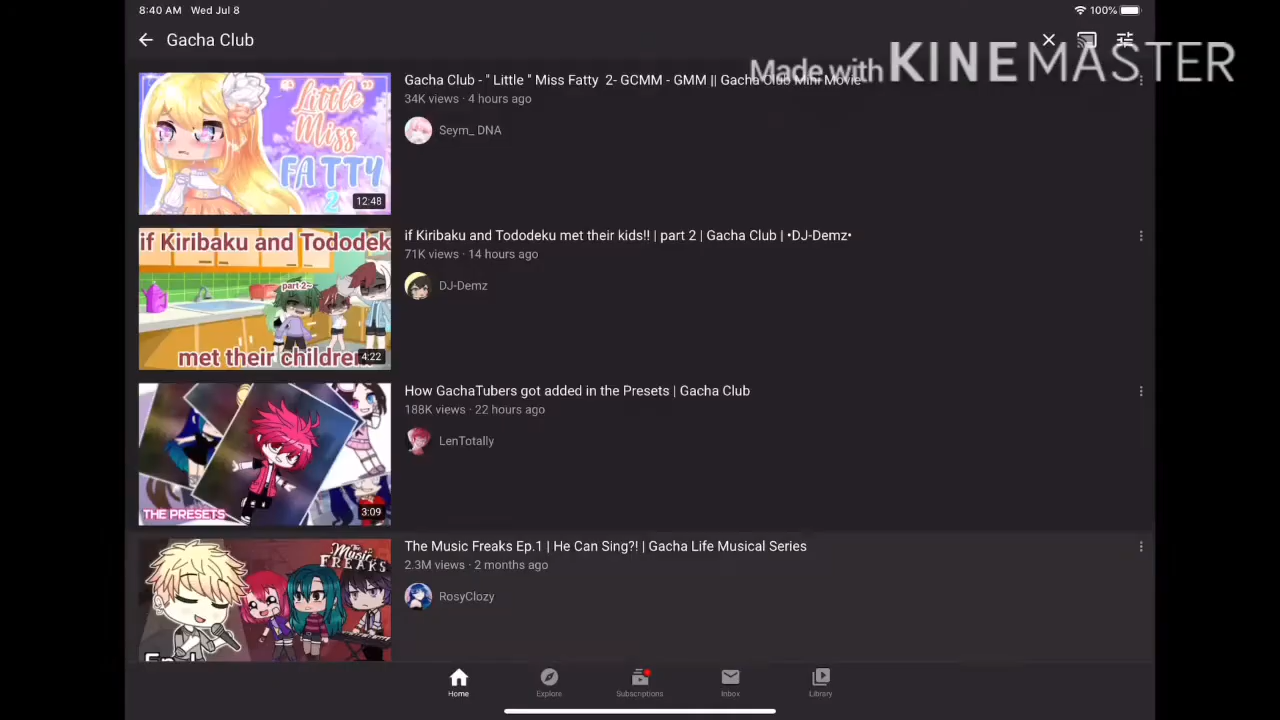 8:40 AM Wed Jul 8
100%
Gacha Club
Made with KINEMASTER
"Little"
Miss
FATTY
2
12:48
Gacha Club - " Little " Miss Fatty 2- GCMM - GMM || Gacha Club Mini Movie
34K views · 4 hours ago
Seym_ DNA
if Kiribaku and Tododek
part 2~
met their children
4:22
if Kiribaku and Tododeku met their kids!! | part 2 | Gacha Club | •DJ-Demz•
71K views · 14 hours ago
DJ-Demz
THE PRESETS
3:09
How GachaTubers got added in the Presets | Gacha Club
188K views · 22 hours ago
LenTotally
The Music
FREAKS
The Music Freaks Ep.1 | He Can Sing?! | Gacha Life Musical Series
2.3M views · 2 months ago
RosyClozy
Home
Explore
Subscriptions
Inbox
Library